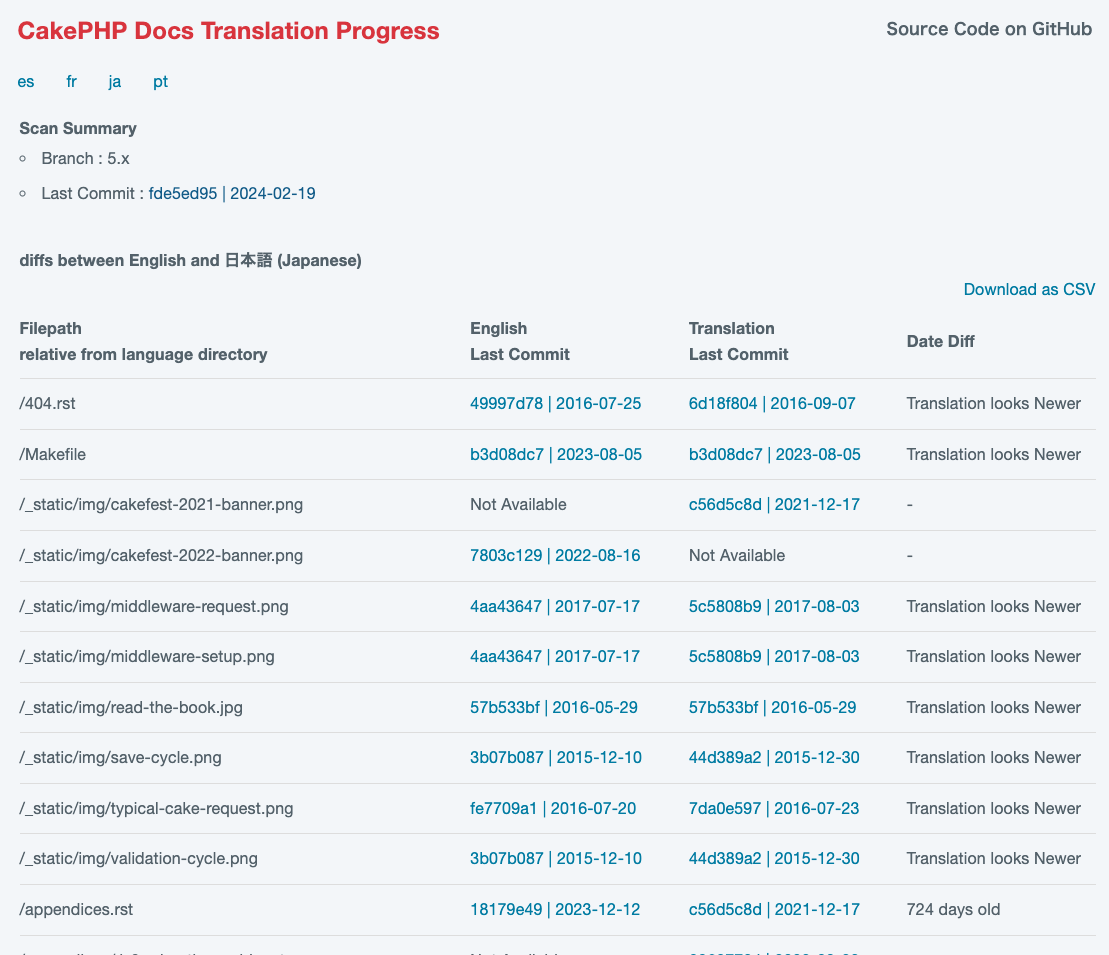 CakePHP Docs Translation Progress
Source Code on GitHub
es fr ja pt
Scan Summary
Branch : 5.x
Last Commit : fde5ed95 | 2024-02-19
diffs between English and 日本語 (Japanese)
Download as CSV
Filepath
relative from language directory
English
Last Commit
Translation
Last Commit
Date Diff
/404.rst 49997d78 | 2016-07-25 6d18f804 | 2016-09-07 Translation looks Newer
/Makefile b3d08dc7 | 2023-08-05 b3d08dc7 | 2023-08-05 Translation looks Newer
/_static/img/cakefest-2021-banner.png Not Available c56d5c8d | 2021-12-17 -
/_static/img/cakefest-2022-banner.png 7803c129 | 2022-08-16 Not Available -
/_static/img/middleware-request.png 4aa43647 | 2017-07-17 5c5808b9 | 2017-08-03 Translation looks Newer
/_static/img/middleware-setup.png 4aa43647 | 2017-07-17 5c5808b9 | 2017-08-03 Translation looks Newer
/_static/img/read-the-book.jpg 57b533bf | 2016-05-29 57b533bf | 2016-05-29 Translation looks Newer
/_static/img/save-cycle.png 3b07b087 | 2015-12-10 44d389a2 | 2015-12-30 Translation looks Newer
/_static/img/typical-cake-request.png fe7709a1 | 2016-07-20 7da0e597 | 2016-07-23 Translation looks Newer
/_static/img/validation-cycle.png 3b07b087 | 2015-12-10 44d389a2 | 2015-12-30 Translation looks Newer
/appendices.rst 18179e49 | 2023-12-12 c56d5c8d | 2021-12-17 724 days old